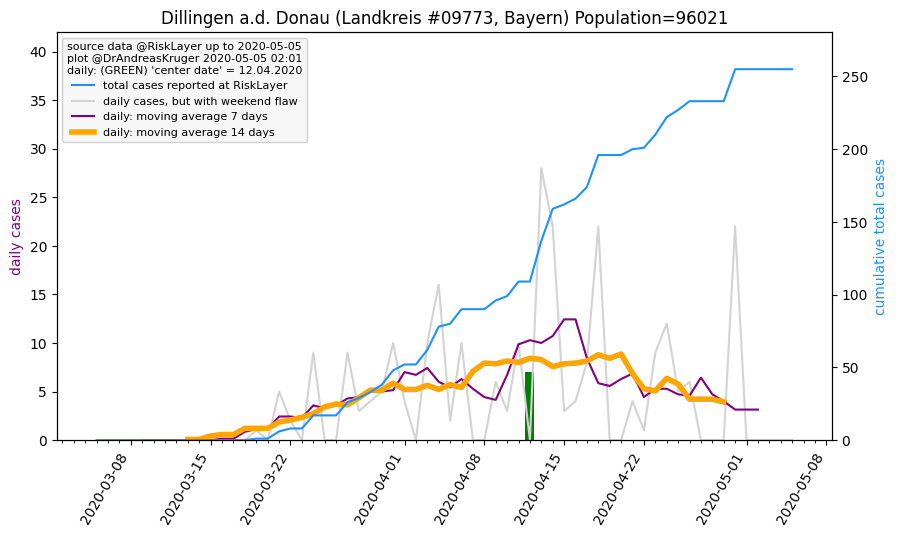 Dillingen a.d. Donau (Landkreis #09773, Bayern) Population=96021
source data @RiskLayer up to 2020-05-05
plot @DrAndreasKruger 2020-05-05 02:01
daily: (GREEN) 'center date' = 12.04.2020
total cases reported at RiskLayer
daily cases, but with weekend flaw
daily: moving average 7 days
daily: moving average 14 days
daily cases
40
35
30
25
20
15
10
5
0
cumulative total cases
250
200
150
100
50
0
2020-03-08
2020-03-15
2020-03-22
2020-04-01
2020-04-08
2020-04-15
2020-04-22
2020-05-01
2020-05-08